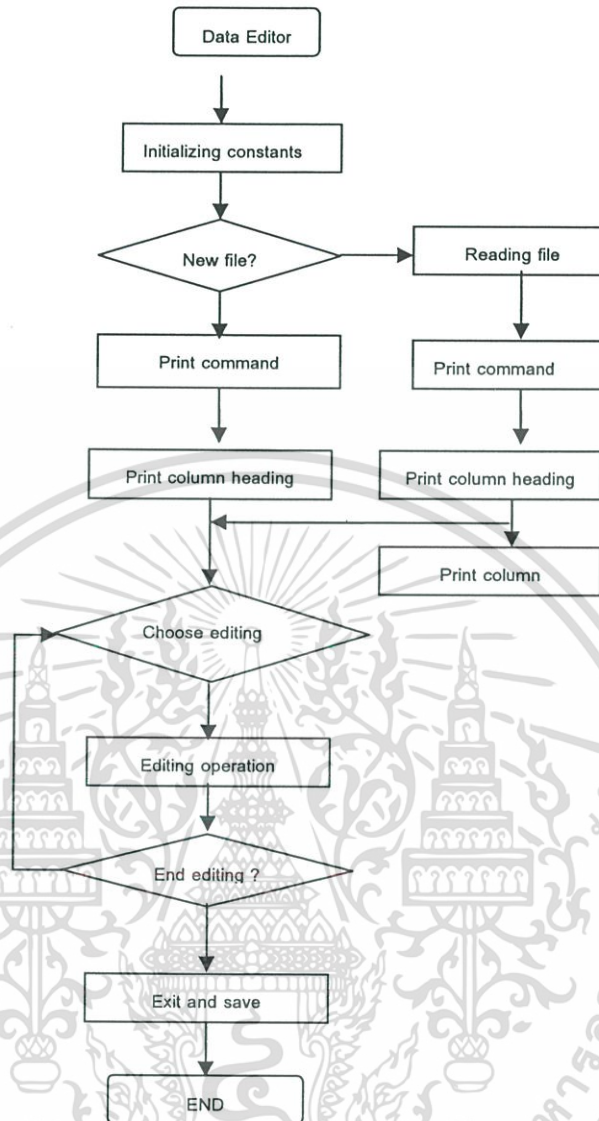 Data Editor
Initializing constants
New file?
Reading file
Print command
Print command
Print column heading
Print column heading
Print column
Choose editing
Editing operation
End editing ?
Exit and save
END